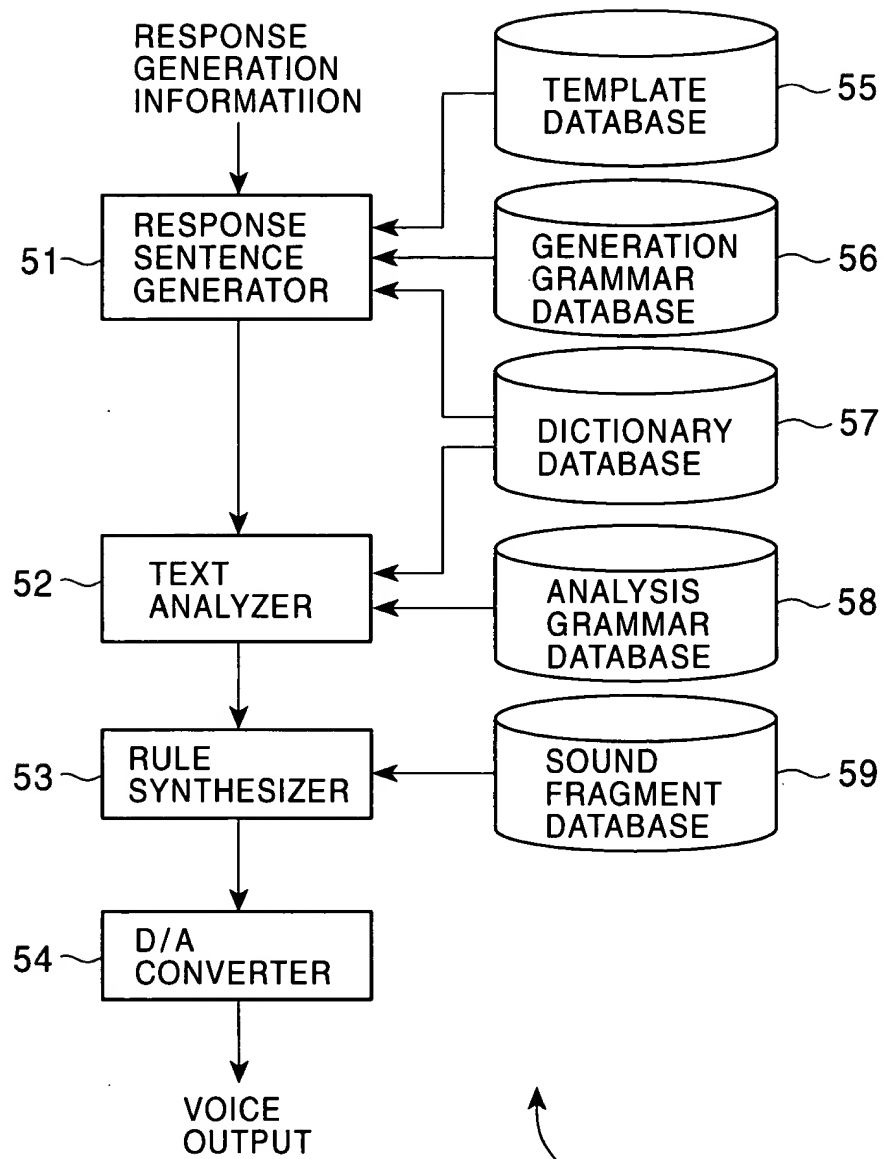 RESPONSE
GENERATION
INFORMATIION
TEMPLATE
DATABASE
55
51
RESPONSE
SENTENCE
GENERATOR
GENERATION
GRAMMAR
DATABASE
56
DICTIONARY
DATABASE
57
52
TEXT
ANALYZER
ANALYSIS
GRAMMAR
DATABASE
58
53
RULE
SYNTHESIZER
SOUND
FRAGMENT
DATABASE
59
54
D/A
CONVERTER
VOICE
OUTPUT